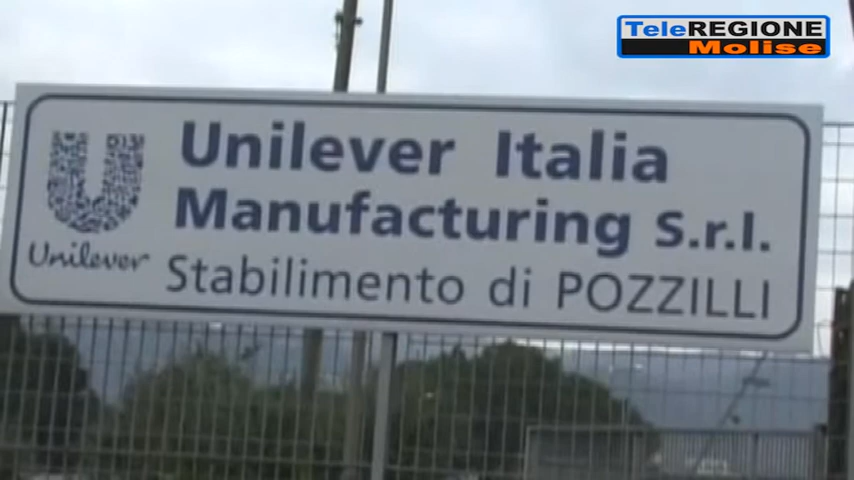 TeleREGIONE
Molise
Unilever Italia
Manufacturing S.r.l.
Unilever
Stabilimento di POZZILLI